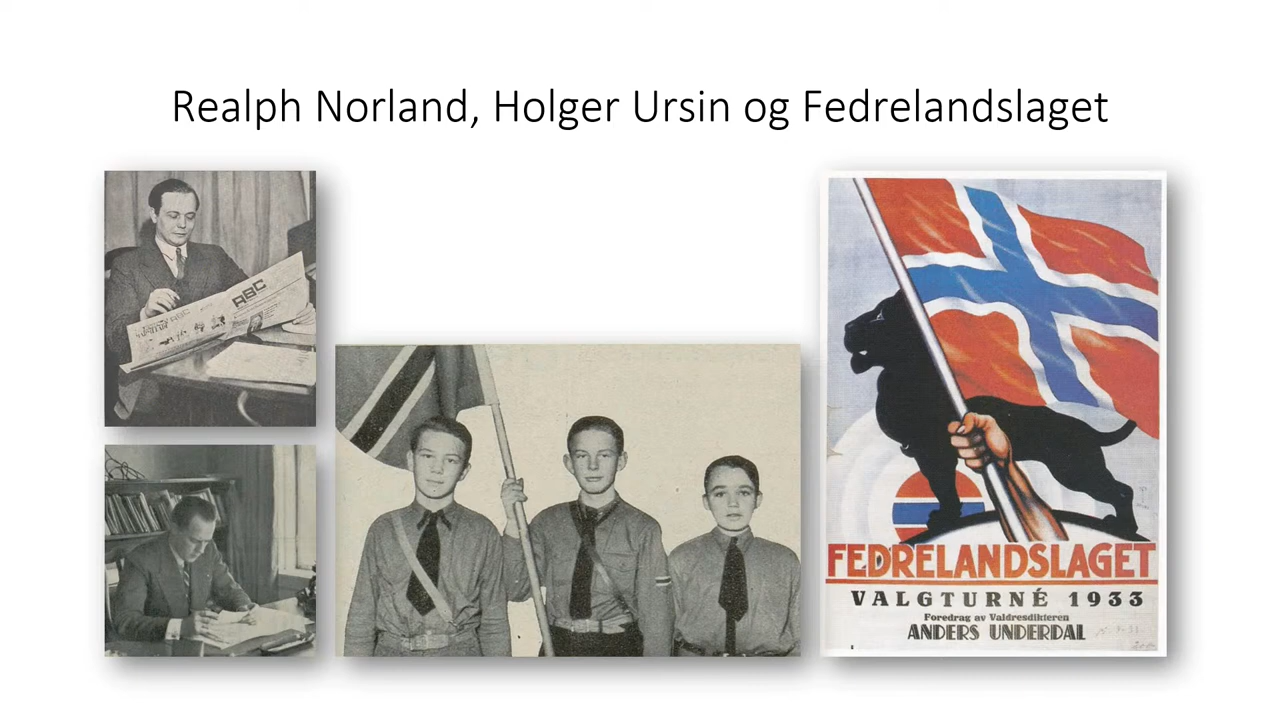 Realph Norland, Holger Ursin og Fedrelandslaget
ABC
FEDRELANDSLAGET
VALGTURNÉ 1933
Foredrag av Valdresdikteren
ANDERS UNDERDAL